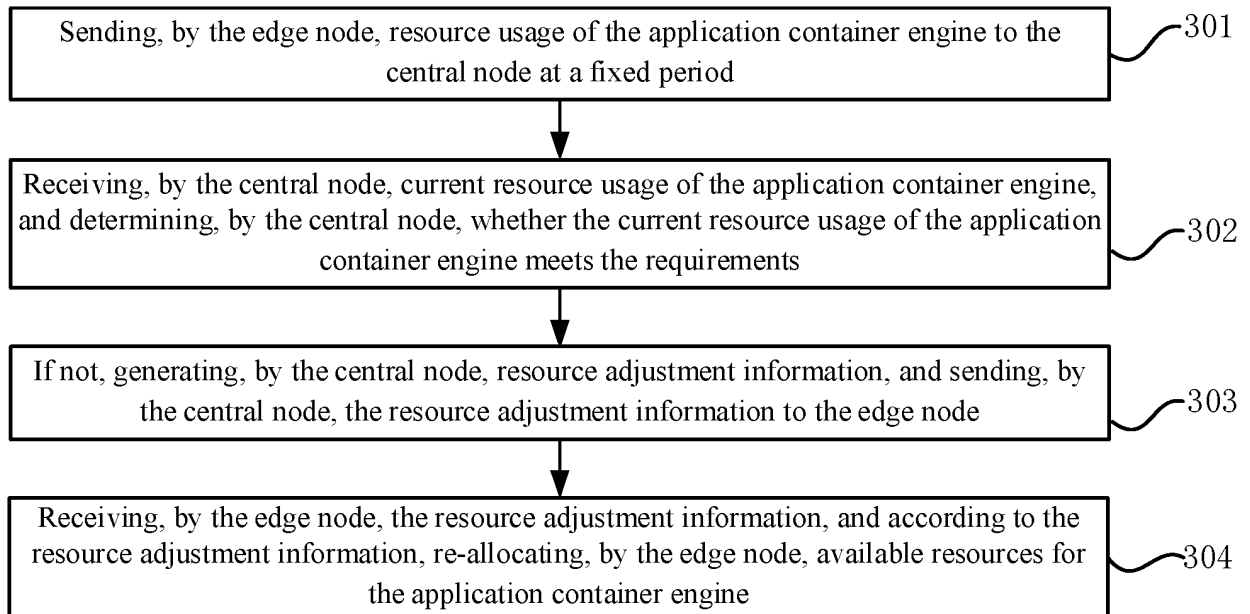 Sending, by the edge node, resource usage of the application container engine to the
central node at a fixed period
301
Receiving, by the central node, current resource usage of the application container engine,
and determining, by the central node, whether the current resource usage of the application
container engine meets the requirements
302
If not, generating, by the central node, resource adjustment information, and sending, by
the central node, the resource adjustment information to the edge node
303
Receiving, by the edge node, the resource adjustment information, and according to the
resource adjustment information, re-allocating, by the edge node, available resources for
the application container engine
304